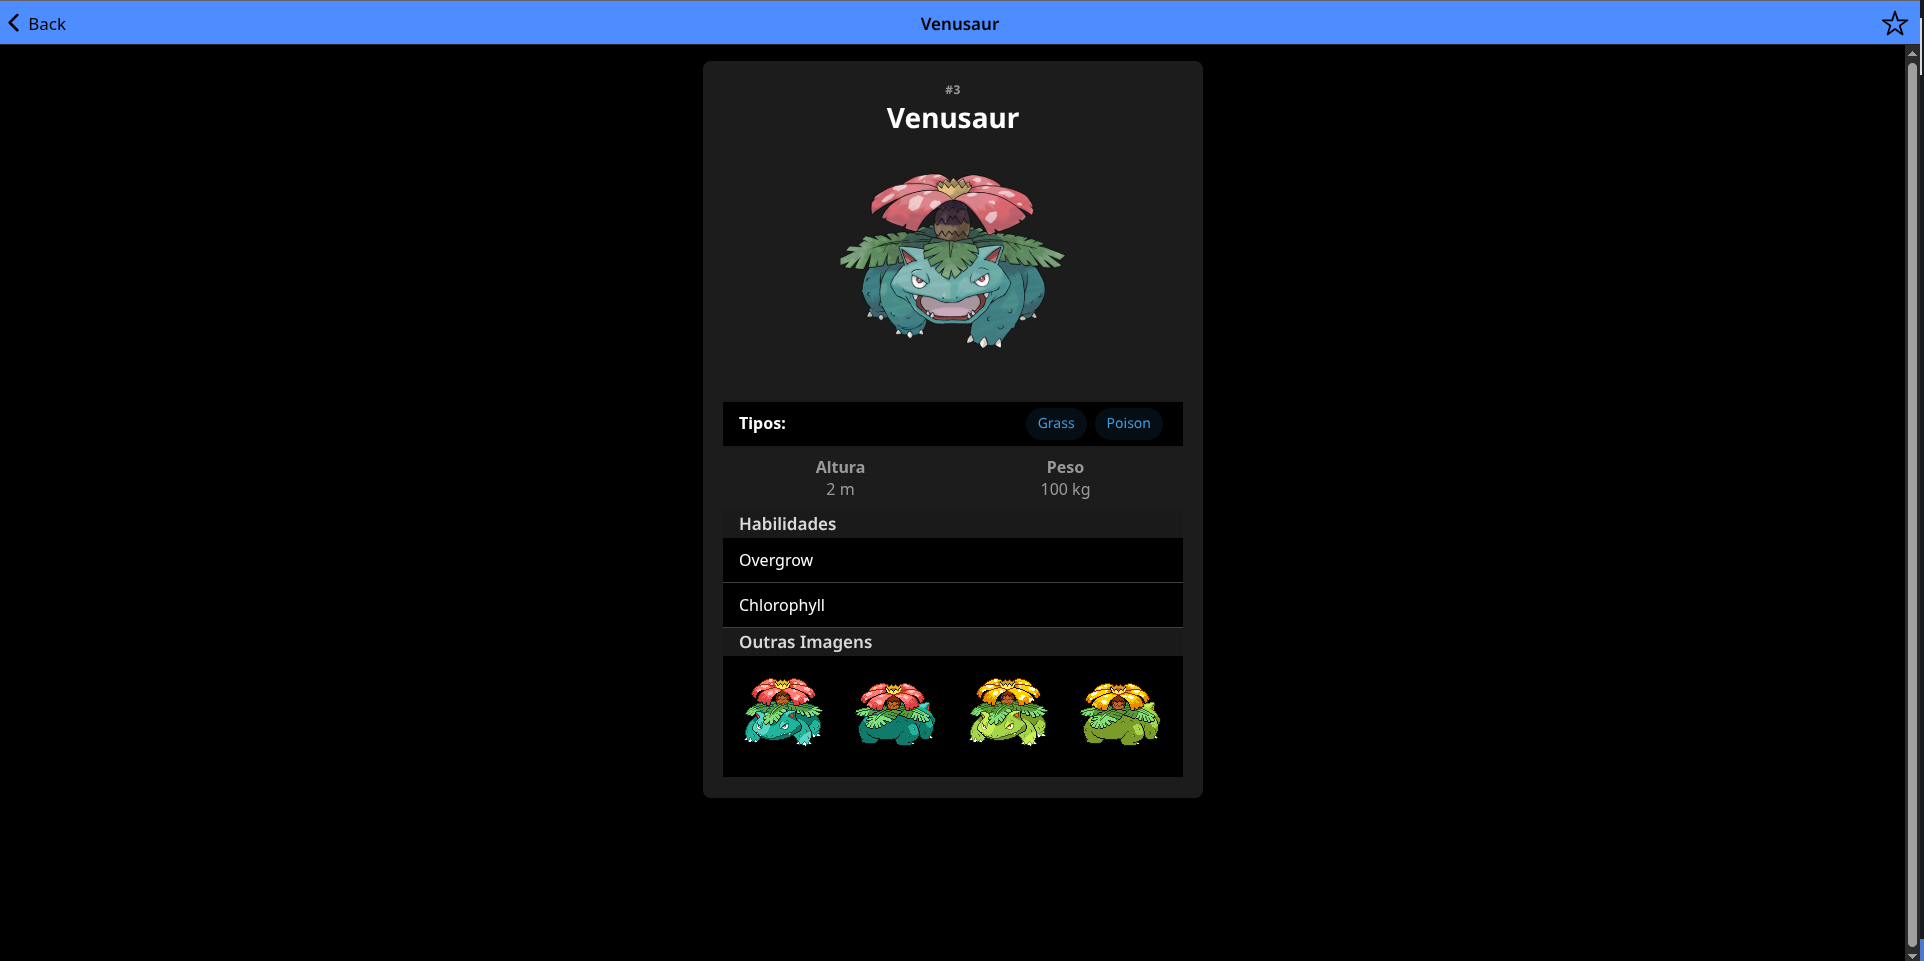 Back
Venusaur
#3
Venusaur
Tipos:
Grass
Poison
Altura
Peso
2 m
100 kg
Habilidades
Overgrow
Chlorophyll
Outras Imagens